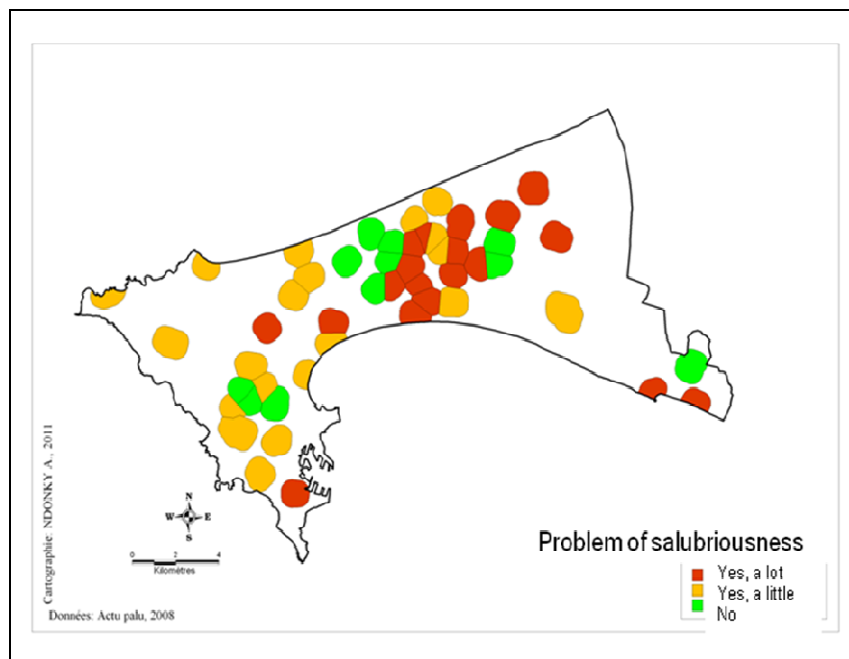 Cartographie: NDONKY A., 2011
N
W E
S
0 2 4
Kilomètres
Données: Actu palu, 2008
Problem of salubriousness
Yes, a lot
Yes, a little
No